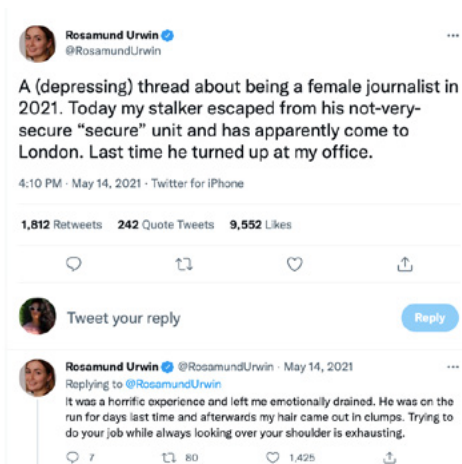 Rosamund Urwin
@RosamundUrwin
A (depressing) thread about being a female journalist in
2021. Today my stalker escaped from his not-very-
secure “secure” unit and has apparently come to
London. Last time he turned up at my office.
4:10 PM · May 14, 2021 · Twitter for iPhone
1,812 Retweets 242 Quote Tweets 9,552 Likes
Tweet your reply
Reply
Rosamund Urwin @RosamundUrwin · May 14, 2021
Replying to @RosamundUrwin
It was a horrific experience and left me emotionally drained. He was on the
run for days last time and afterwards my hair came out in clumps. Trying to
do your job while always looking over your shoulder is exhausting.
7 80 1,425